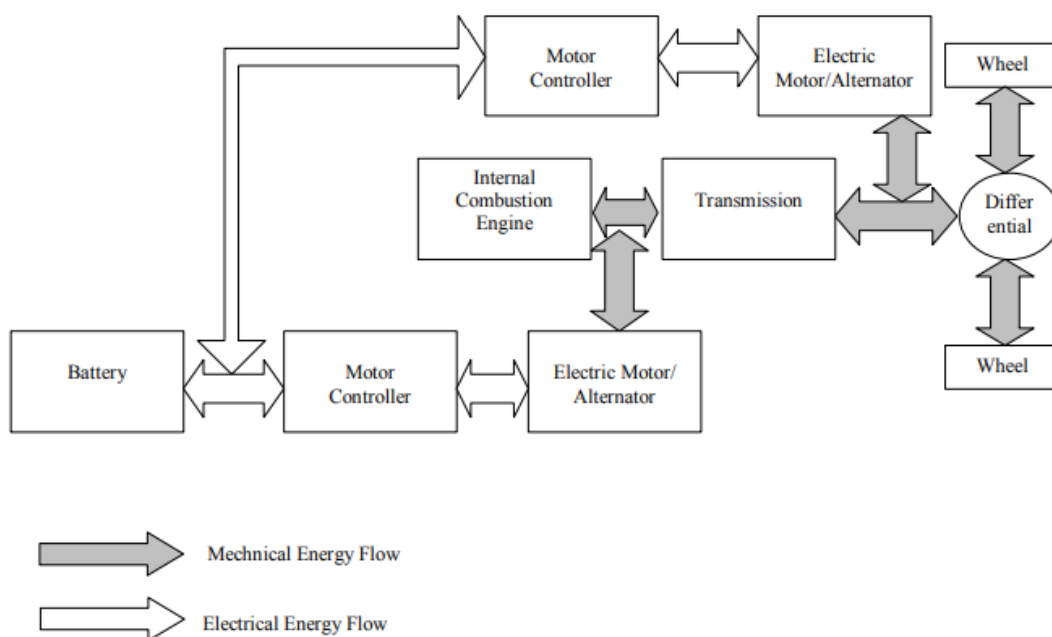 Motor
Controller
Electric
Motor/Alternator
Wheel
Internal
Combustion
Engine
Transmission
Differ
ential
Battery
Motor
Controller
Electric Motor/
Alternator
Wheel
Mechnical Energy Flow
Electrical Energy Flow